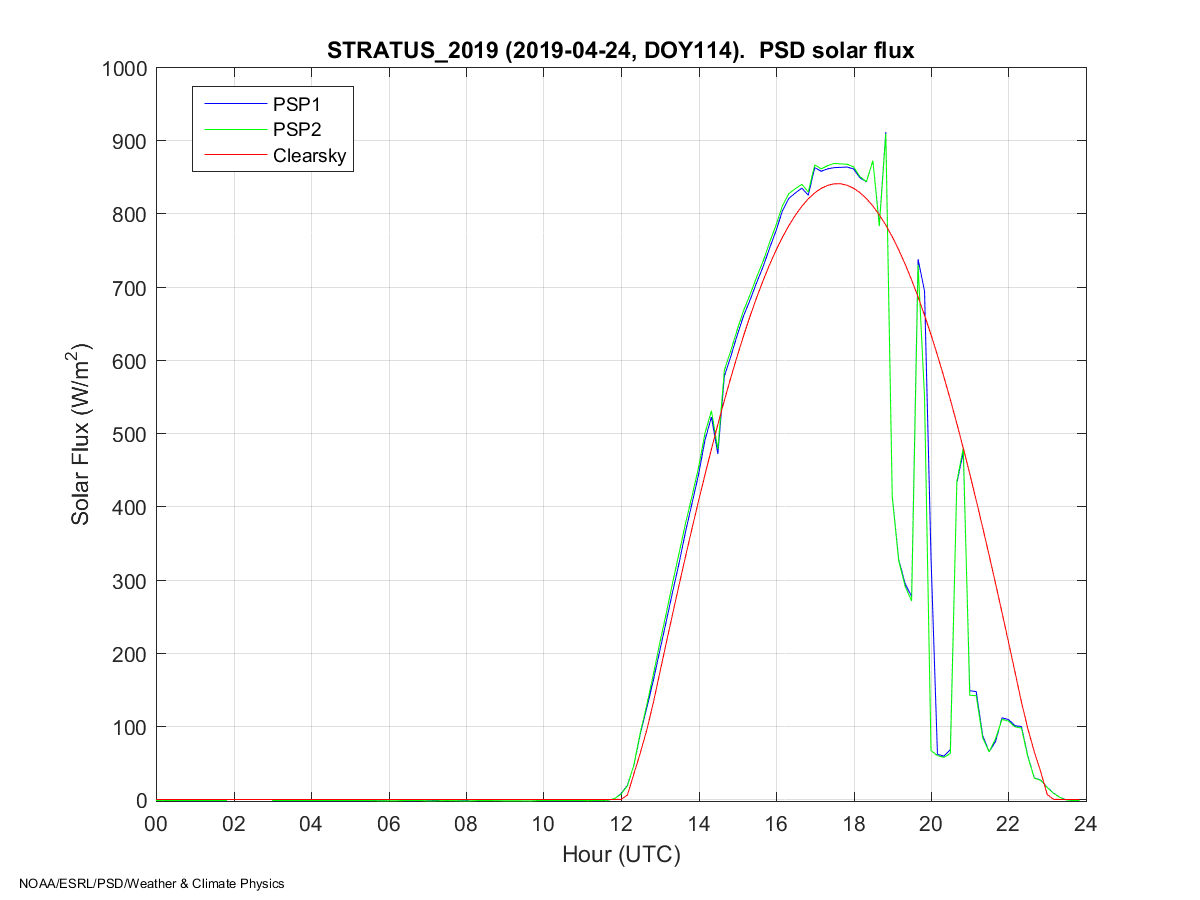 STRATUS_2019 (2019-04-24, DOY114).  PSD solar flux
1000
900
800
700
600
500
400
300
200
100
0
PSP1
PSP2
Clearsky
Solar Flux (W/m²)
00 02 04 06 08 10 12 14 16 18 20 22 24
Hour (UTC)
NOAA/ESRL/PSD/Weather & Climate Physics